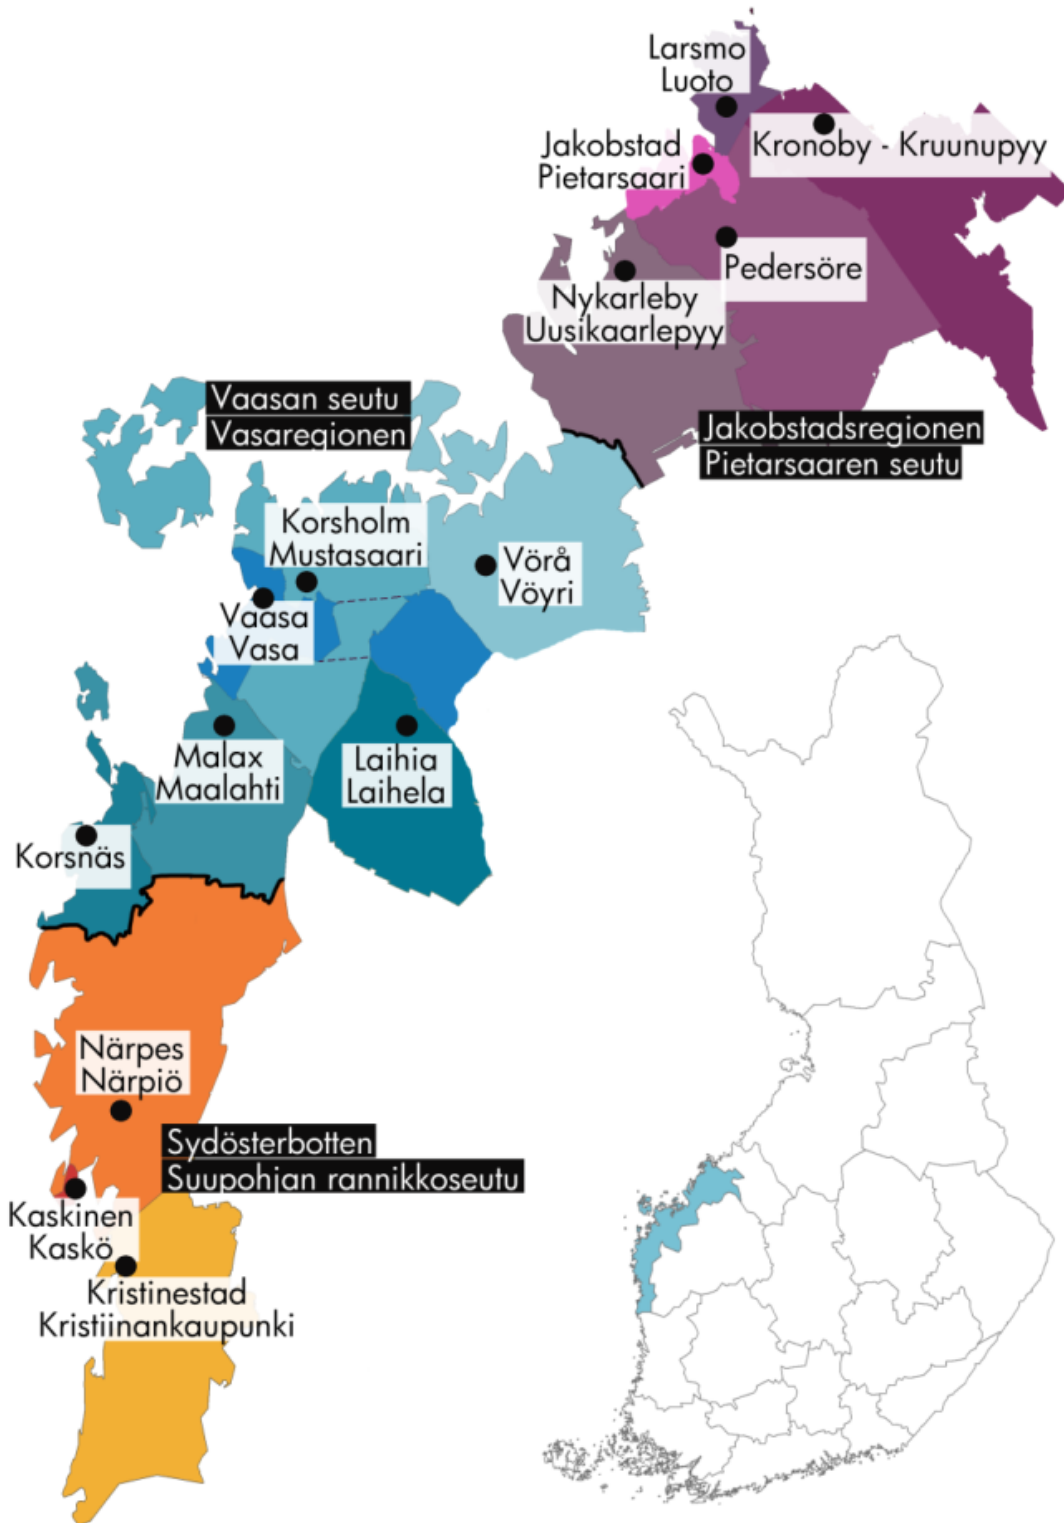 Larsmo
Luoto
Jakobstad
Pietarsaari
Kronoby - Kruunupyy
Pedersöre
Nykarleby
Uusikaarlepyy
Vaasan seutu
Vasaregionen
Jakobstadsregionen
Pietarsaaren seutu
Korsholm
Mustasaari
Vörå
Vöyri
Vaasa
Vasa
Malax
Maalahti
Laihia
Laihela
Korsnäs
Närpes
Närpiö
Sydösterbotten
Suupohjan rannikkoseutu
Kaskinen
Kaskö
Kristinestad
Kristiinankaupunki